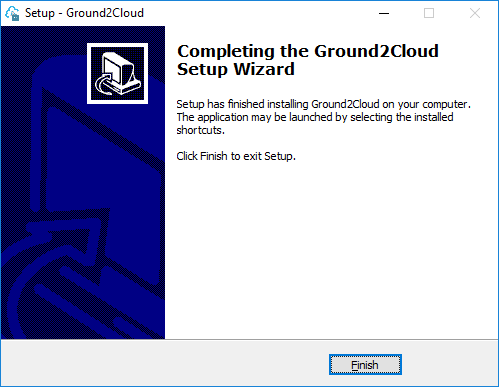 Setup - Ground2Cloud
Completing the Ground2Cloud
Setup Wizard
Setup has finished installing Ground2Cloud on your computer.
The application may be launched by selecting the installed
shortcuts.
Click Finish to exit Setup.
Finish